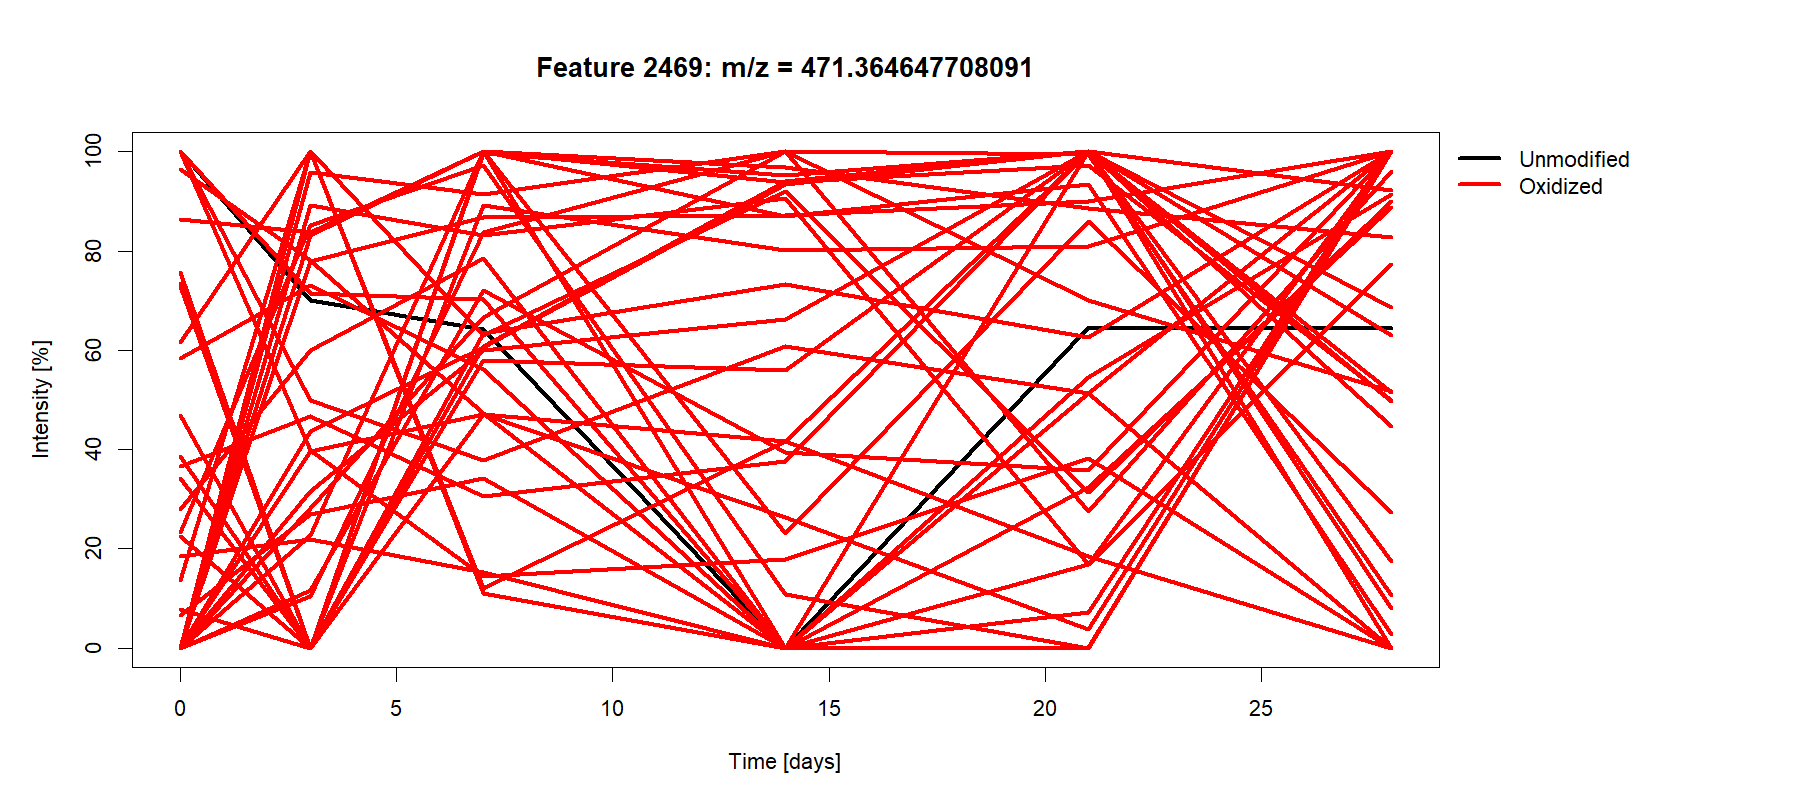 Feature 2469: m/z = 471.364647708091
Unmodified
Oxidized
Intensity [%]
100
80
60
40
20
0
0 5 10 15 20 25
Time [days]